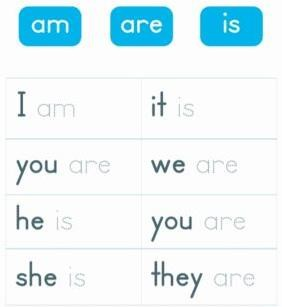 am are is
I am it is
you are we are
he is you are
she is they are